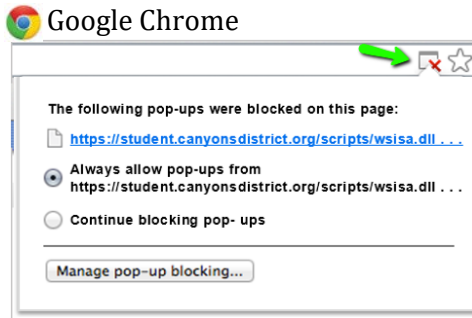 Google Chrome
The following pop-ups were blocked on this page:
https://student.canyonsdistrict.org/scripts/wsisa.dll . . .
Always allow pop-ups from
https://student.canyonsdistrict.org/scripts/wsisa.dll . . .
Continue blocking pop- ups
Manage pop-up blocking...